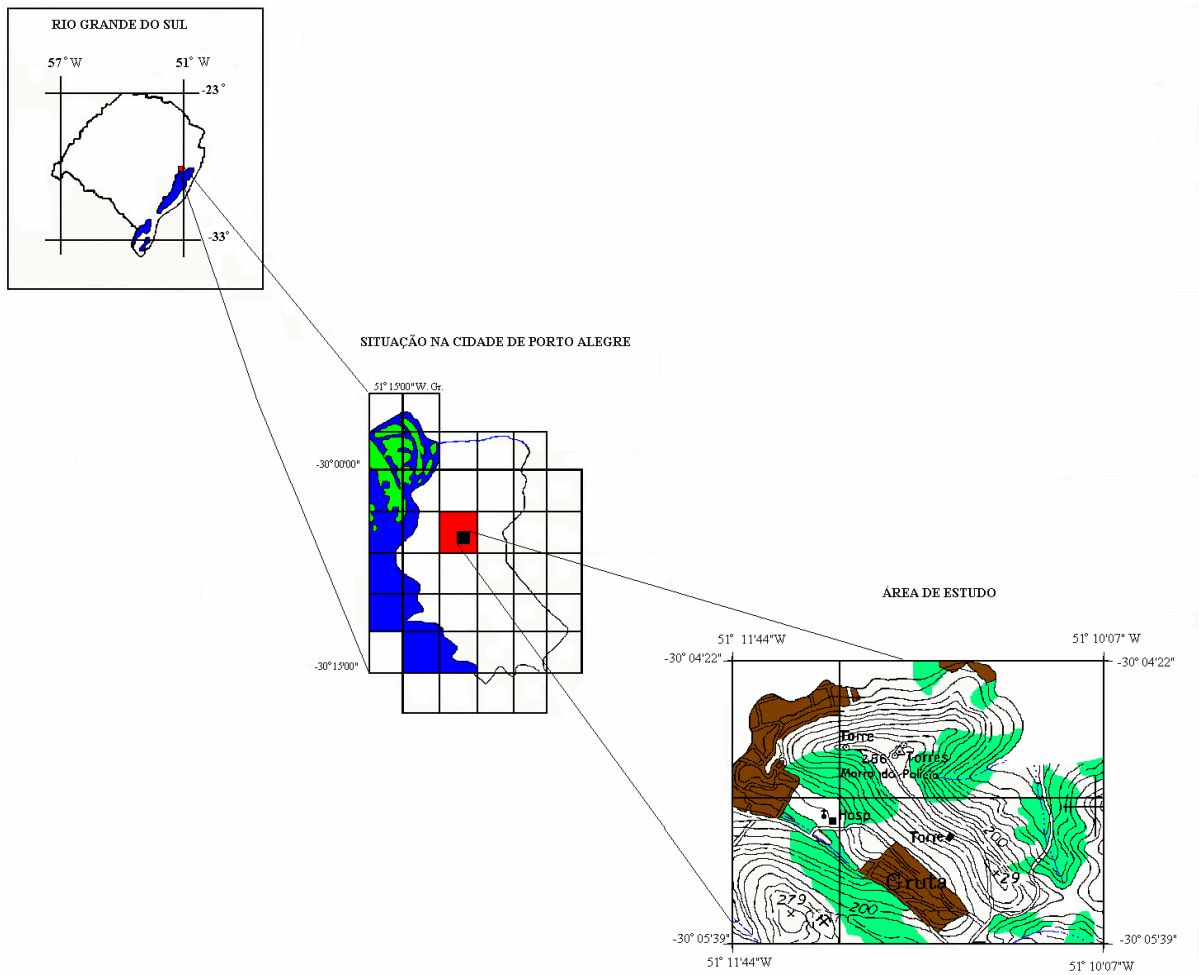 RIO GRANDE DO SUL
57° W
51° W
-23°
-33°
SITUAÇÃO NA CIDADE DE PORTO ALEGRE
51° 15'00"W. Gr.
-30°00'00"
-30°15'00"
ÁREA DE ESTUDO
51° 11'44"W
51° 10'07" W
-30° 04'22"
-30° 04'22"
Torre
286
Torres
Morro da Polícia
Hosp
Torre
200
Gruta
29
279
200
-30° 05'39"
-30° 05'39"
51° 11'44"W
51° 10'07"W